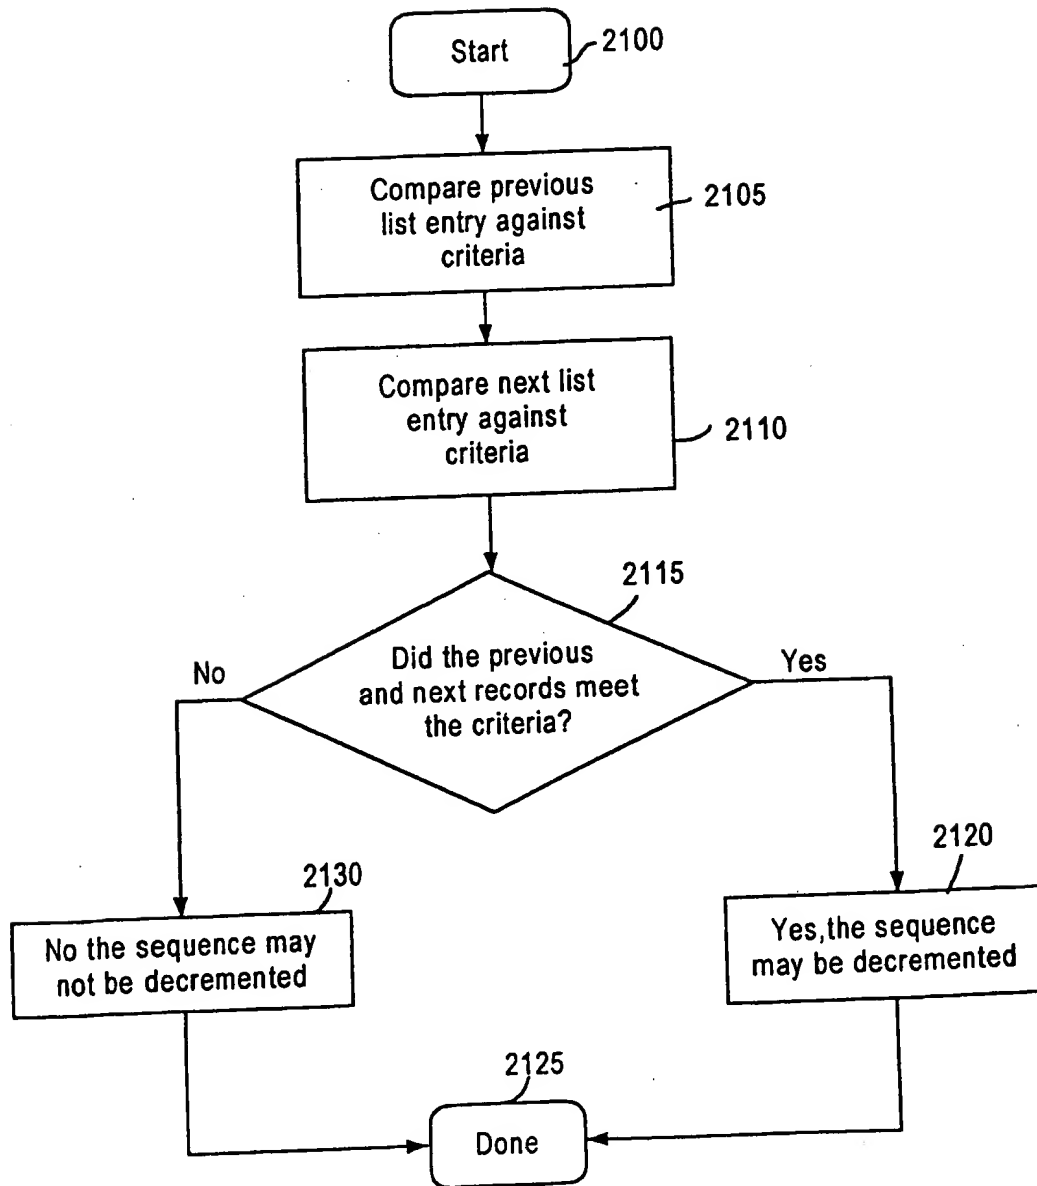 Start
2100
Compare previous
list entry against
criteria
2105
Compare next list
entry against
criteria
2110
2115
Did the previous
and next records meet
the criteria?
No
Yes
2130
No the sequence may
not be decremented
2120
Yes,the sequence
may be decremented
2125
Done